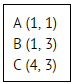 A (1, 1)
B (1, 3)
C (4, 3)